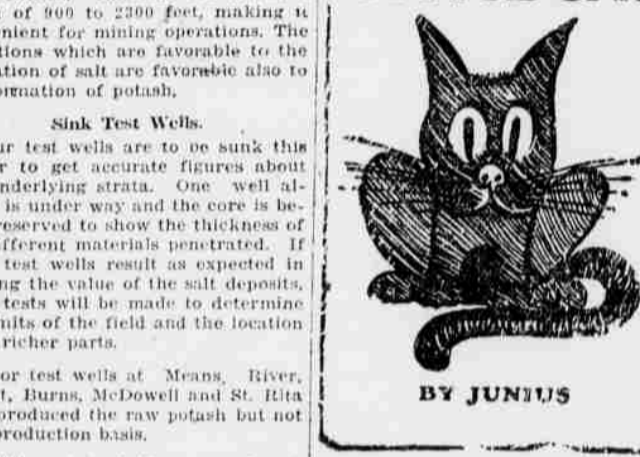 of 900 to 2300 feet, making it
nient for mining operations. The
tions which are favorable to the
ation of salt are favorable also to
rmation of potash.
Sink Test Wells.
ur test wells are to be sunk this
r to get accurate figures about
nderlying strata. One well al-
is under way and the core is be-
reserved to show the thickness of
ifferent materials penetrated. If
test wells result as expected in
ng the value of the salt deposits,
tests will be made to determine
mits of the field and the location
richer parts.
or test wells at Means, River,
t, Burns, McDowell and St. Rita
produced the raw potash but not
production basis.
BY JUNIUS